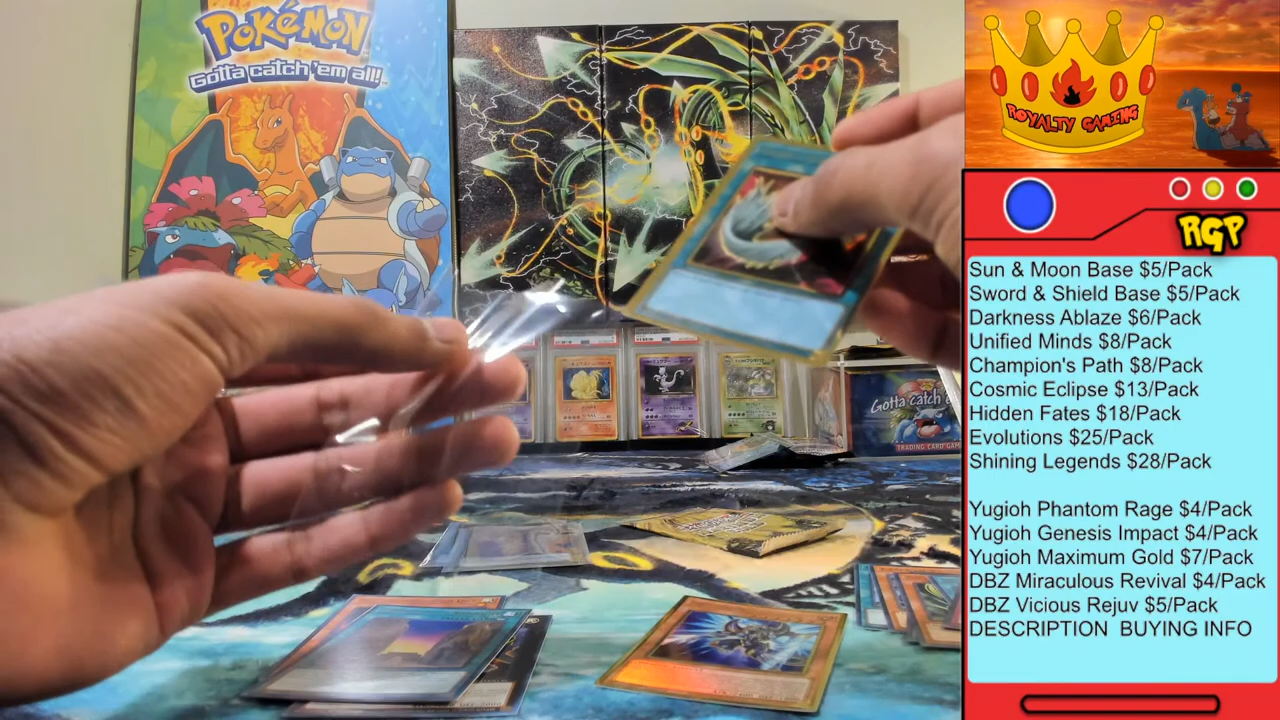 POKéMON
Gotta catch 'em all!
ROYALTY GAMING
RGP
Sun & Moon Base $5/Pack
Sword & Shield Base $5/Pack
Darkness Ablaze $6/Pack
Unified Minds $8/Pack
Champion's Path $8/Pack
Cosmic Eclipse $13/Pack
Hidden Fates $18/Pack
Evolutions $25/Pack
Shining Legends $28/Pack
Yugioh Phantom Rage $4/Pack
Yugioh Genesis Impact $4/Pack
Yugioh Maximum Gold $7/Pack
DBZ Miraculous Revival $4/Pack
DBZ Vicious Rejuv $5/Pack
DESCRIPTION BUYING INFO
Gotta catch
TRADING CARD GAM